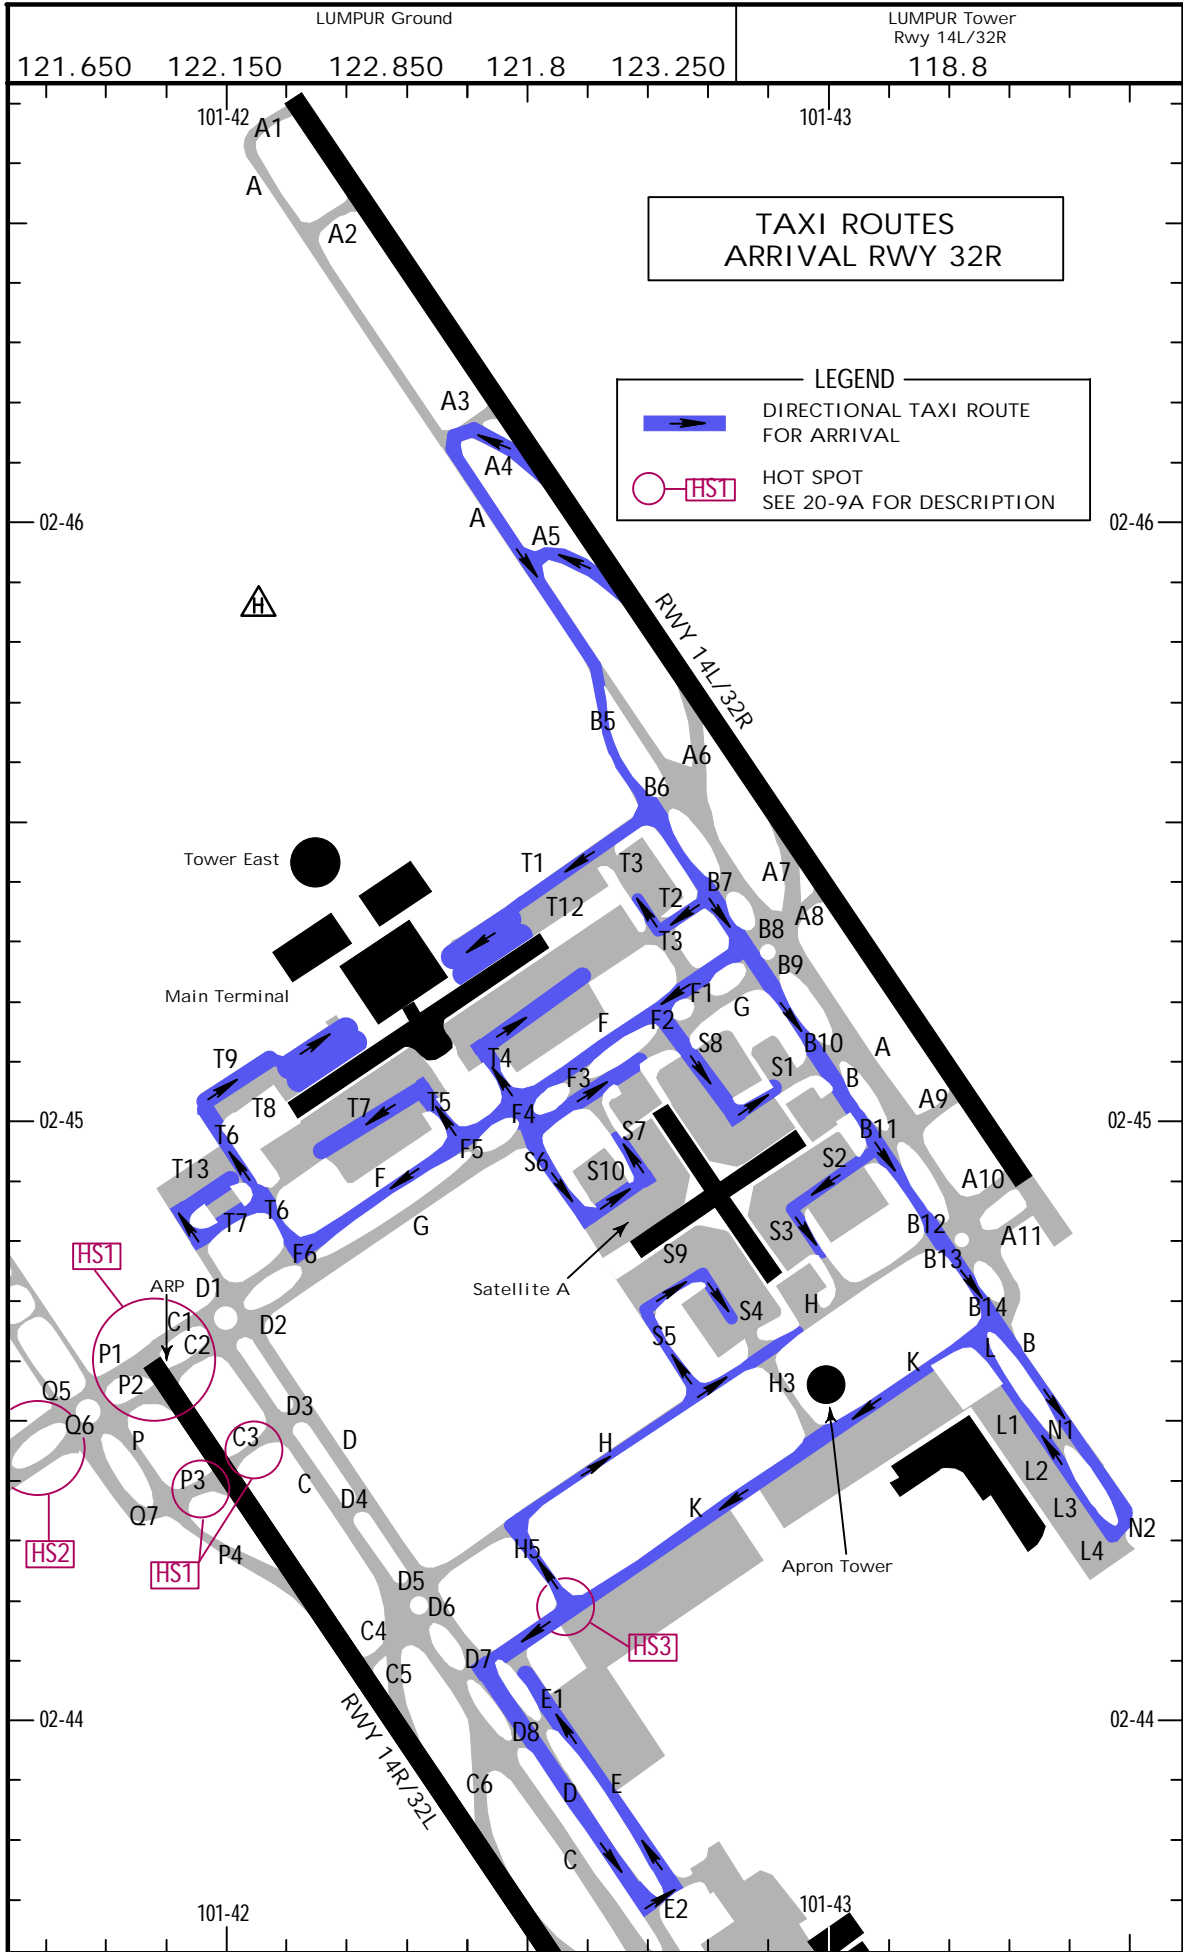 LUMPUR Ground
LUMPUR Tower
Rwy 14L/32R
121.650 122.150 122.850 121.8 123.250
118.8
101-42
101-43
A1
A
A2
TAXI ROUTES
ARRIVAL RWY 32R
LEGEND
DIRECTIONAL TAXI ROUTE
FOR ARRIVAL
HS1
HOT SPOT
SEE 20-9A FOR DESCRIPTION
A3
A4
A
A5
02-46
02-46
H
RWY 14L/32R
B5
A6
B6
Tower East
T1
T3
A7
B7
T2
T12
A8
B8
T3
B9
Main Terminal
F1
G
F2
F
S8
B10
A
T9
T4
F3
S1
B
T8
T7
T5
A9
02-45
02-45
F4
T6
S7
B11
F5
S6
S2
T13
S10
F
A10
T6
T7
G
S3
B12
A11
F6
S9
B13
HS1
ARP
D1
Satellite A
H
B14
C1
D2
S4
C2
S5
B
P1
L
K
P2
H3
Q5
D3
L1
N1
Q6
C3
P
D
H
L2
P3
C
D4
K
L3
Q7
N2
H5
L4
HS2
P4
HS1
Apron Tower
D5
D6
C4
HS3
D7
C5
E1
02-44
02-44
RWY 14R/32L
D8
C6
D
E
C
101-42
101-43
E2